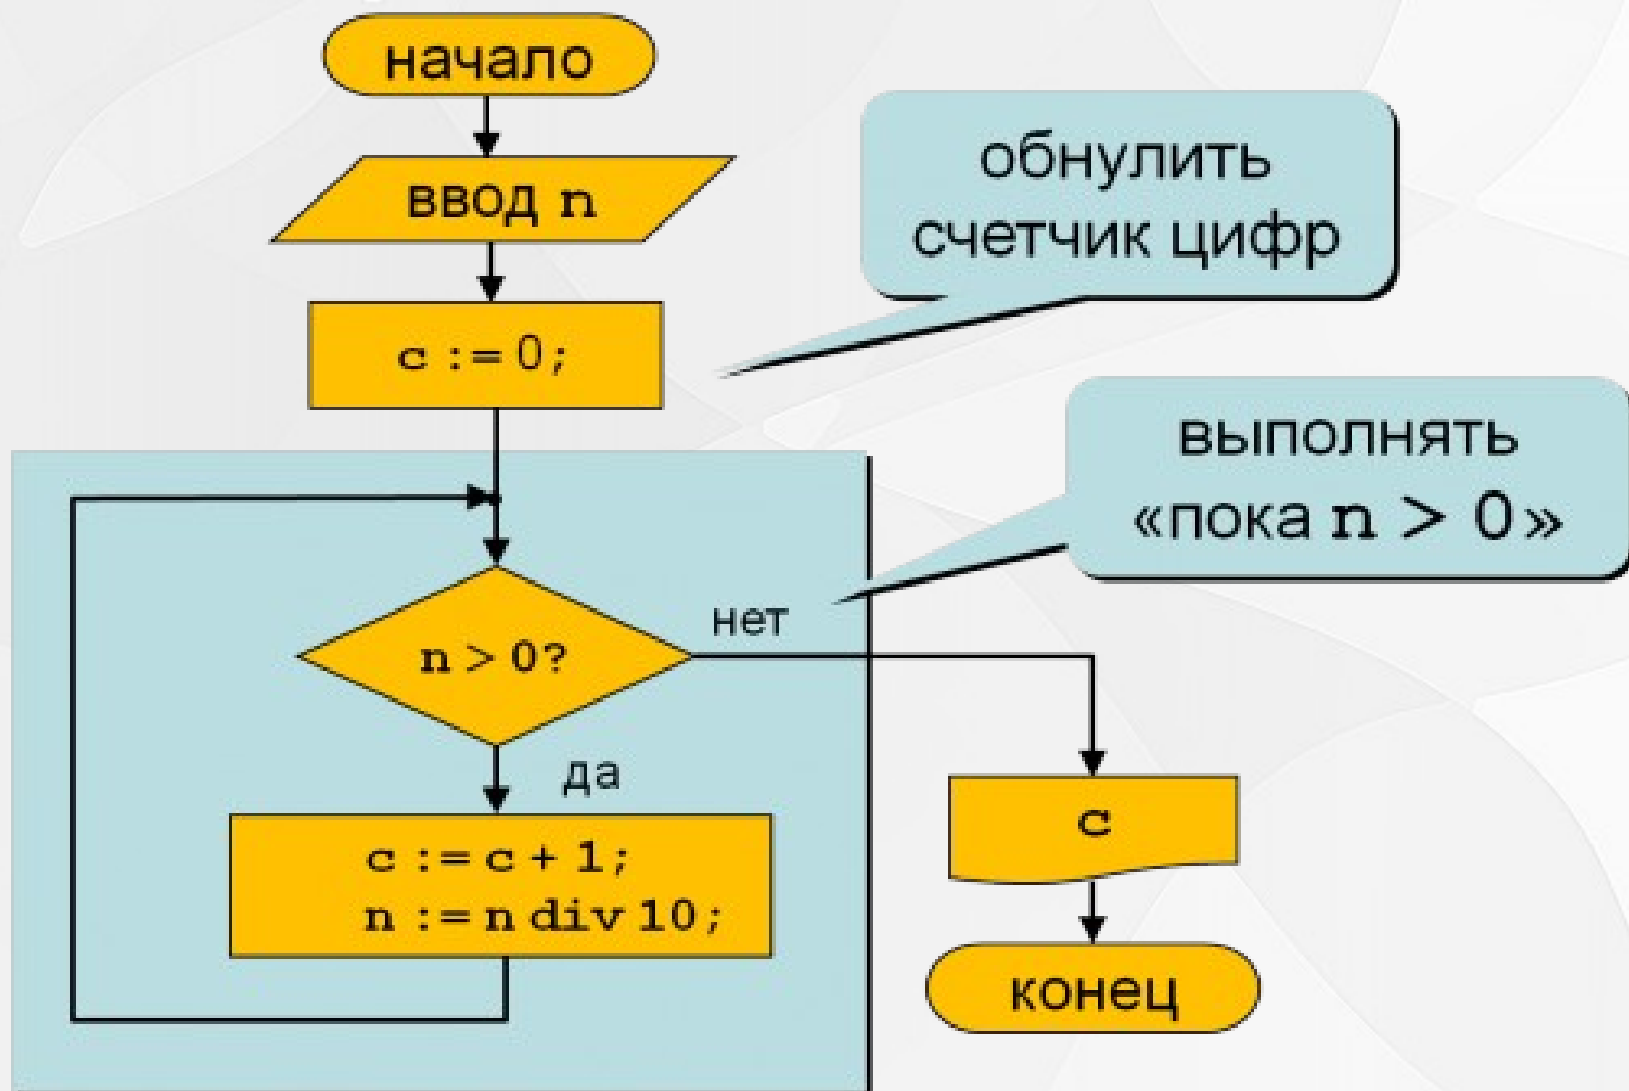 начало
ввод n
обнулить
счетчик цифр
c := 0;
выполнять
«пока n > 0»
n > 0?
нет
да
c := c + 1;
n := n div 10;
c
конец